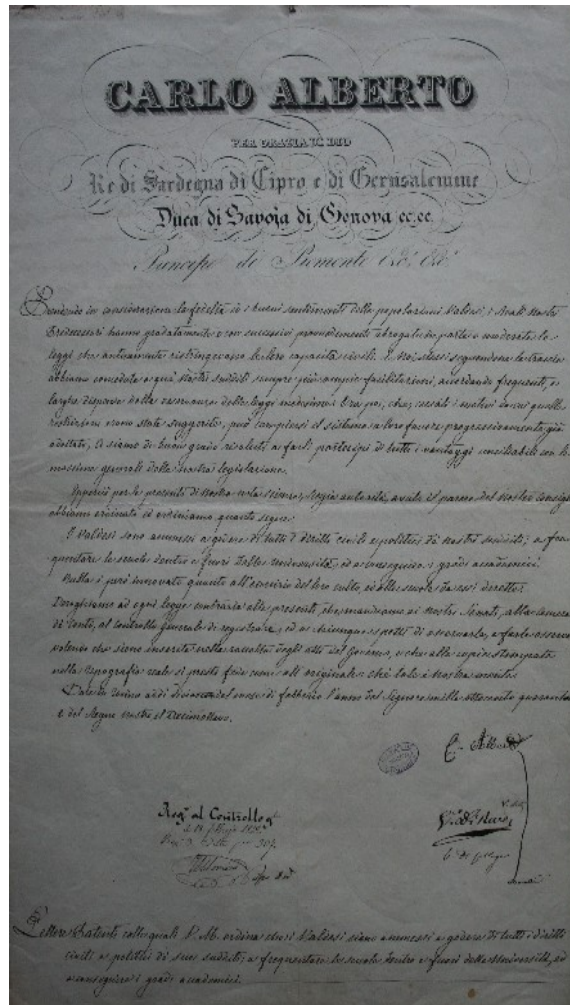 CARLO ALBERTO
PER GRAZIA DI DIO
Re di Sardegna di Cipro e di Gerusalemme
Duca di Savoja di Genova ec. ec.
Principe di Piemonte
Prendendo in considerazione la fedeltà ed i buoni sentimenti delle popolazioni Valdesi, i Reali Nostri
Predecessori hanno gradatamente e con successivi provvedimenti abrogate in parte o moderate le
leggi che anticamente restringevano le loro capacità civili. E Noi stessi seguendone le traccie
abbiamo concedute a que' Nostri sudditi sempre più ampie facilitazioni, accordando frequenti, e
larghe dispense dalla osservanza delle leggi medesime. Ora poi, che, cessati i motivi da cui quelle
restrizioni erano state suggerite, può compiersi il sistema a loro favore progressivamente già
adottato, Ci siamo di buon grado risoluti a farli partecipi di tutti i vantaggi conciliabili con le
massime generali della nostra legislazione.
Epperciò per le presenti di Nostra certa scienza, Regia autorità, avuto il parere del Nostro Consiglio
abbiamo ordinato ed ordiniamo quanto segue:
I Valdesi sono ammessi a godere di tutti i diritti civili e politici de' Nostri sudditi; a fre-
quentare le scuole dentro e fuori delle università, ed a conseguire i gradi accademici.
Nulla è però innovato quanto all'esercizio del loro culto, ed alle scuole da essi dirette.
Deroghiamo ad ogni legge contraria alle presenti, che mandiamo ai Nostri Senati, alla Camera
di Conti, al Controllo Generale di registrare, ed a chiunque spetti di osservarle, e farle osservare
volendo che siano inserite nella raccolta degli atti del Governo, e che alle copie stampate
nella tipografia reale si presti fede come all'originale: chè tale è Nostra mente.
Date in Torino addì diciassette del mese di febbraio l'anno del Signore mille ottocento quaranta
e del Regno Nostro il Decimottavo.
C. Alberto
Reg. al Controllo
Lettere Patenti colle quali V. M. ordina che i Valdesi siano ammessi a godere di tutti i diritti
civili e politici di suoi sudditi; a frequentare le scuole dentro e fuori delle Università, ed
a conseguire i gradi accademici.